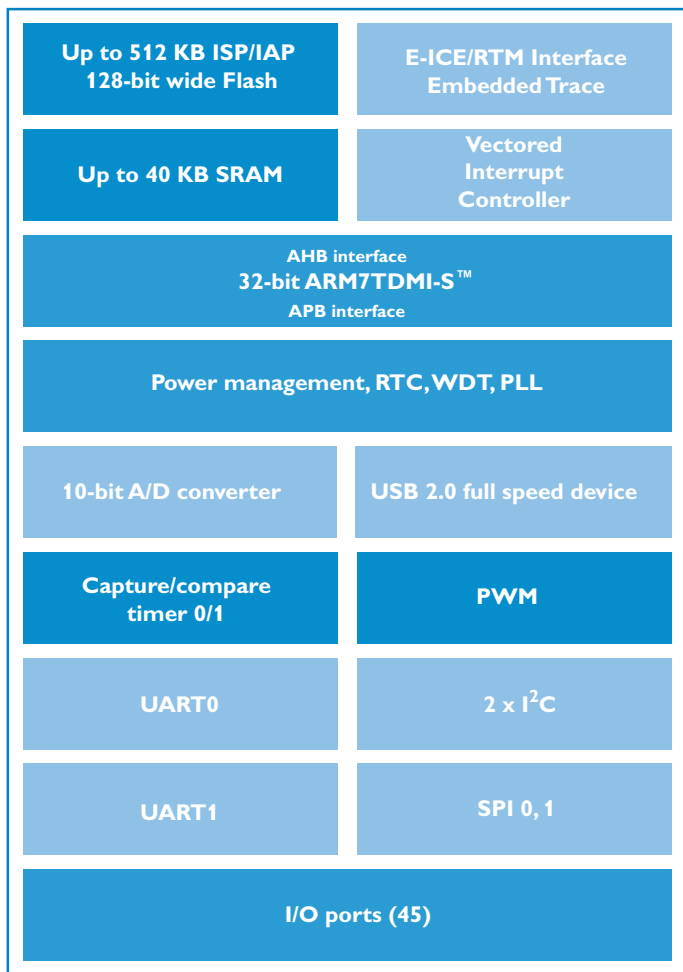 Up to 512 KB ISP/IAP
128-bit wide Flash
E-ICE/RTM Interface
Embedded Trace
Up to 40 KB SRAM
Vectored
Interrupt
Controller
AHB interface
32-bit ARM7TDMI-S™
APB interface
Power management, RTC, WDT, PLL
10-bit A/D converter
USB 2.0 full speed device
Capture/compare
timer 0/1
PWM
UART0
2 x I²C
UART1
SPI 0, 1
I/O ports (45)